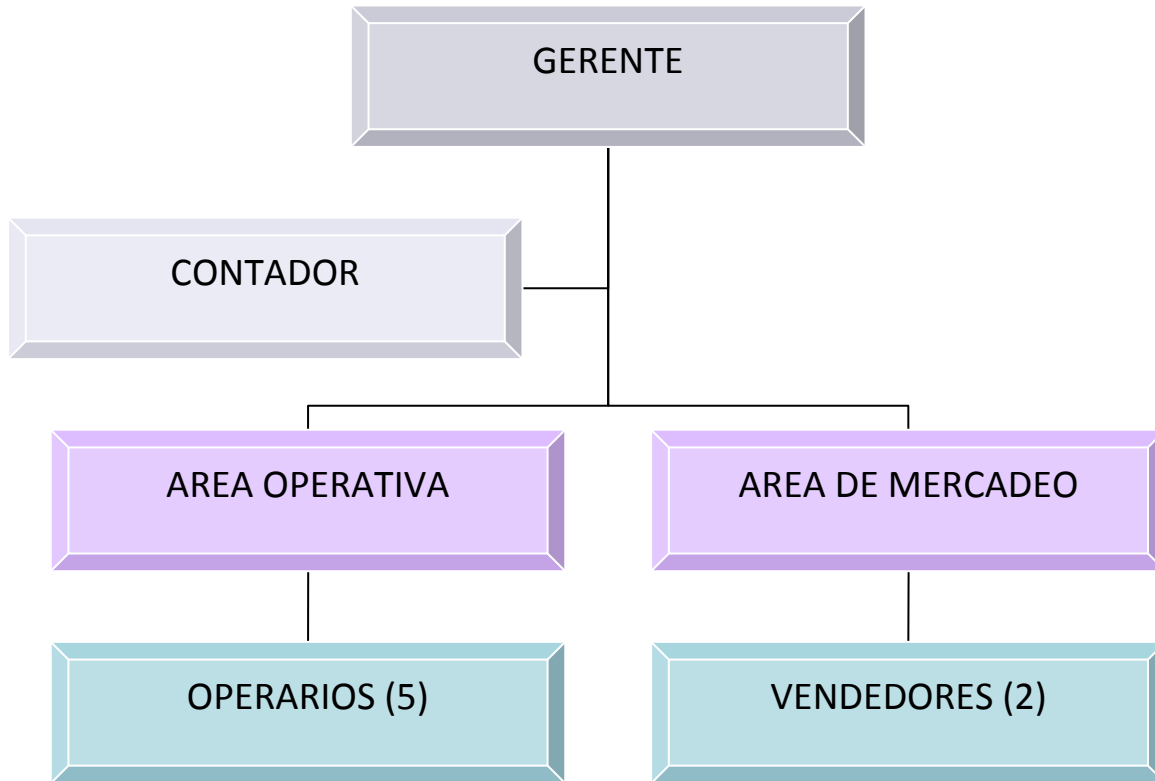 GERENTE
CONTADOR
AREA OPERATIVA
AREA DE MERCADEO
OPERARIOS (5)
VENDEDORES (2)